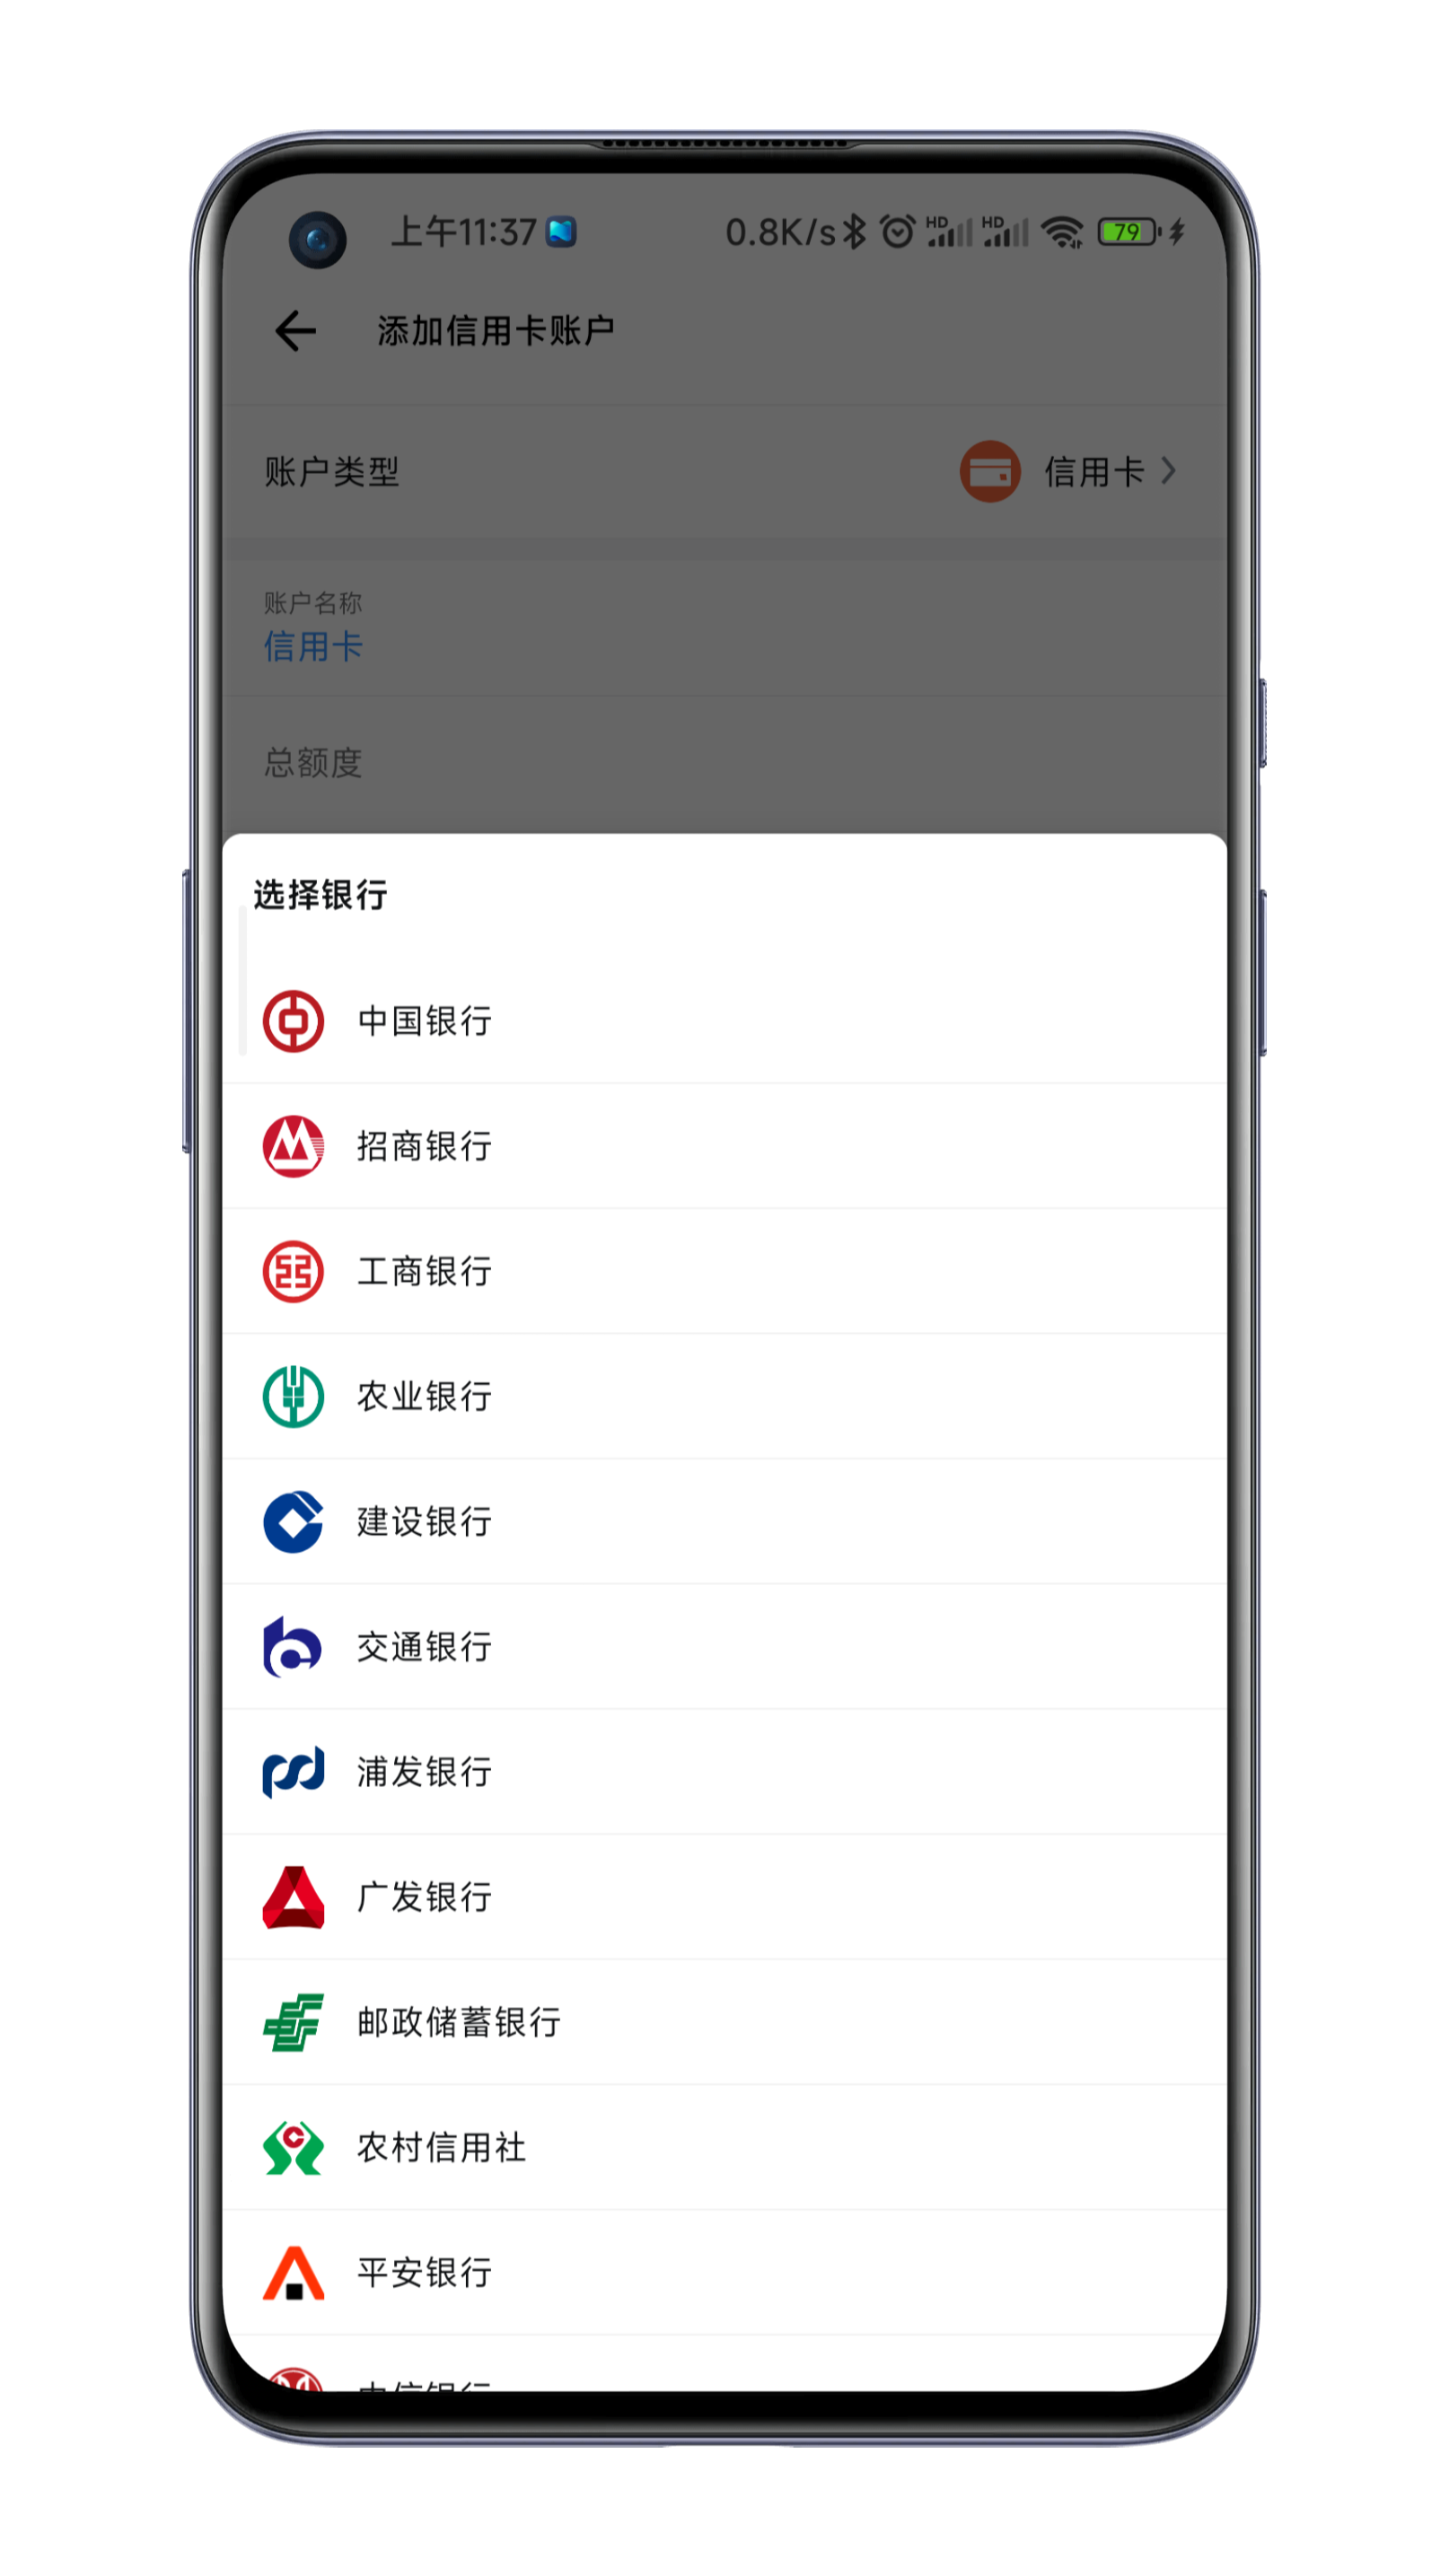 上午11:37
0.8K/s HD HD 79
添加信用卡账户
账户类型
信用卡
账户名称
信用卡
总额度
选择银行
中国银行
招商银行
工商银行
农业银行
建设银行
交通银行
浦发银行
广发银行
邮政储蓄银行
农村信用社
平安银行
中信银行